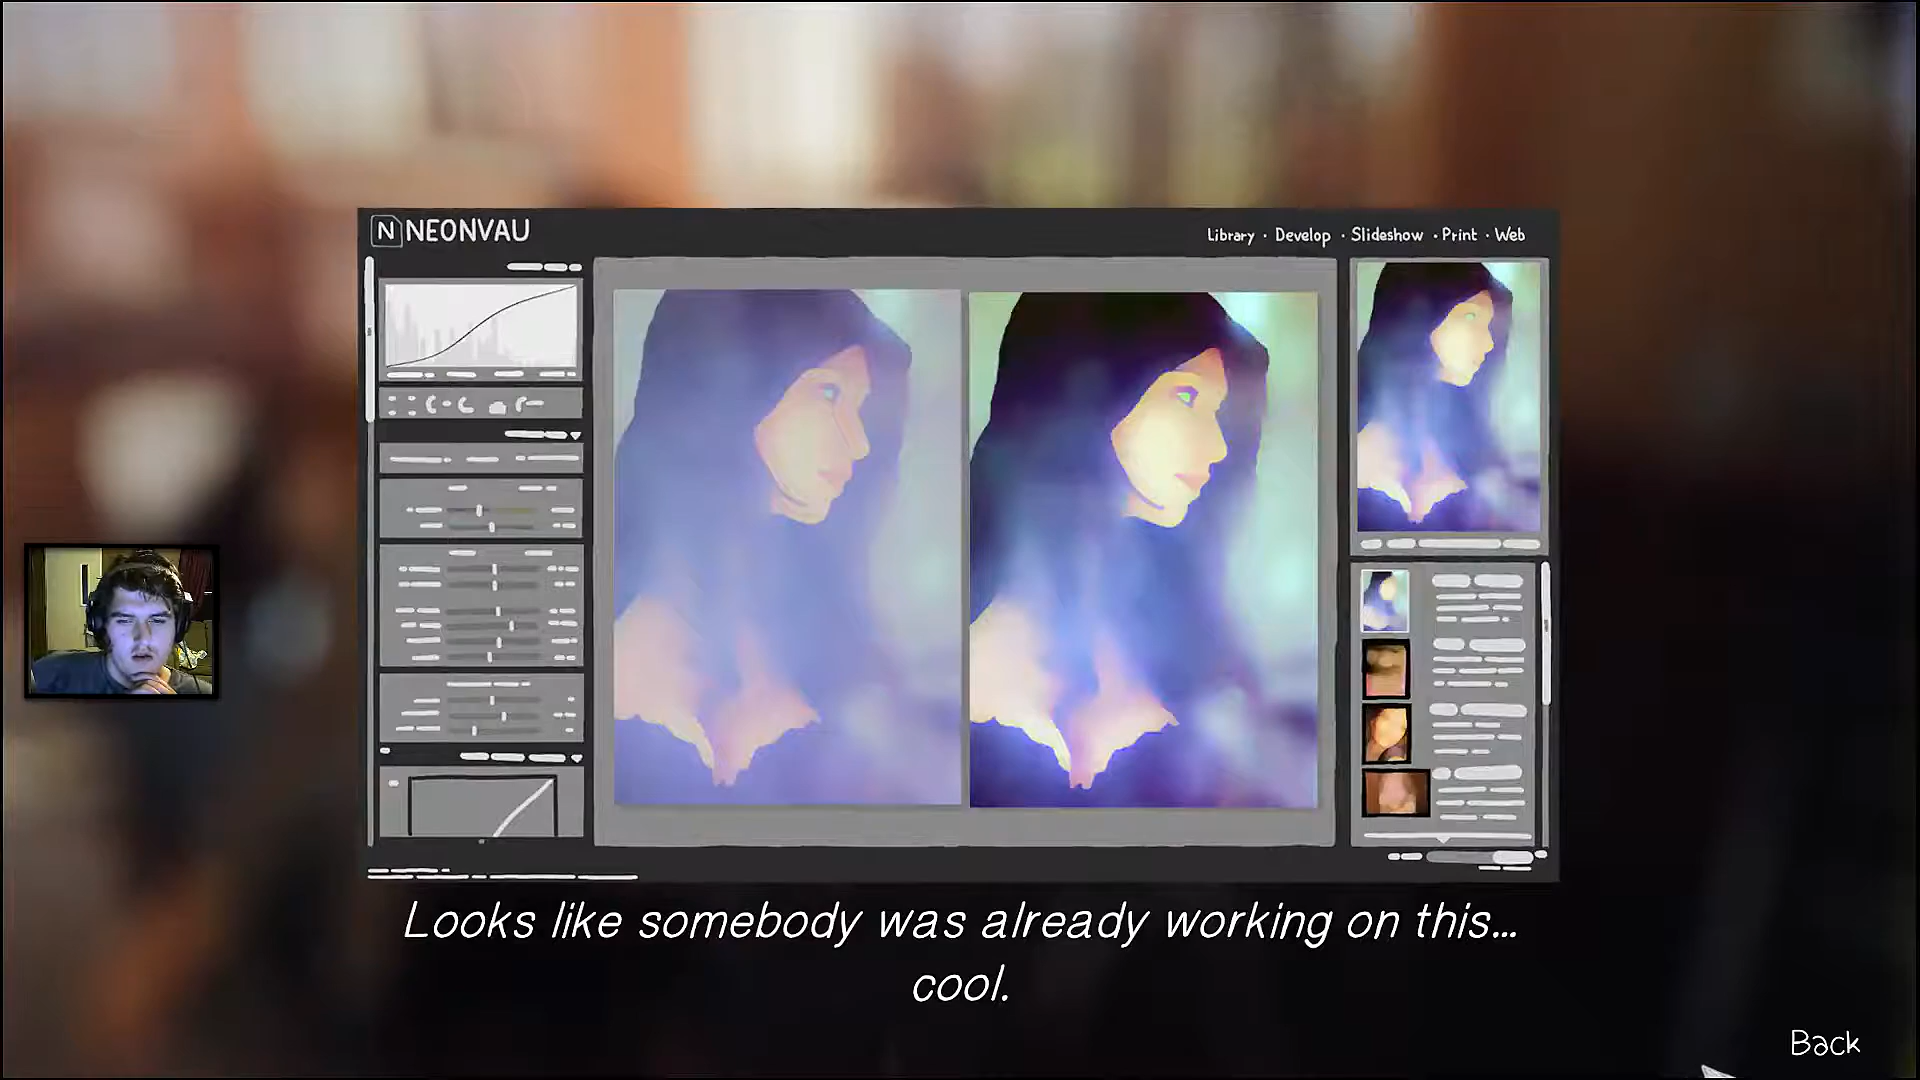 N NEONVAU
Library · Develop · Slideshow · Print · Web
Looks like somebody was already working on this...
cool.
Back